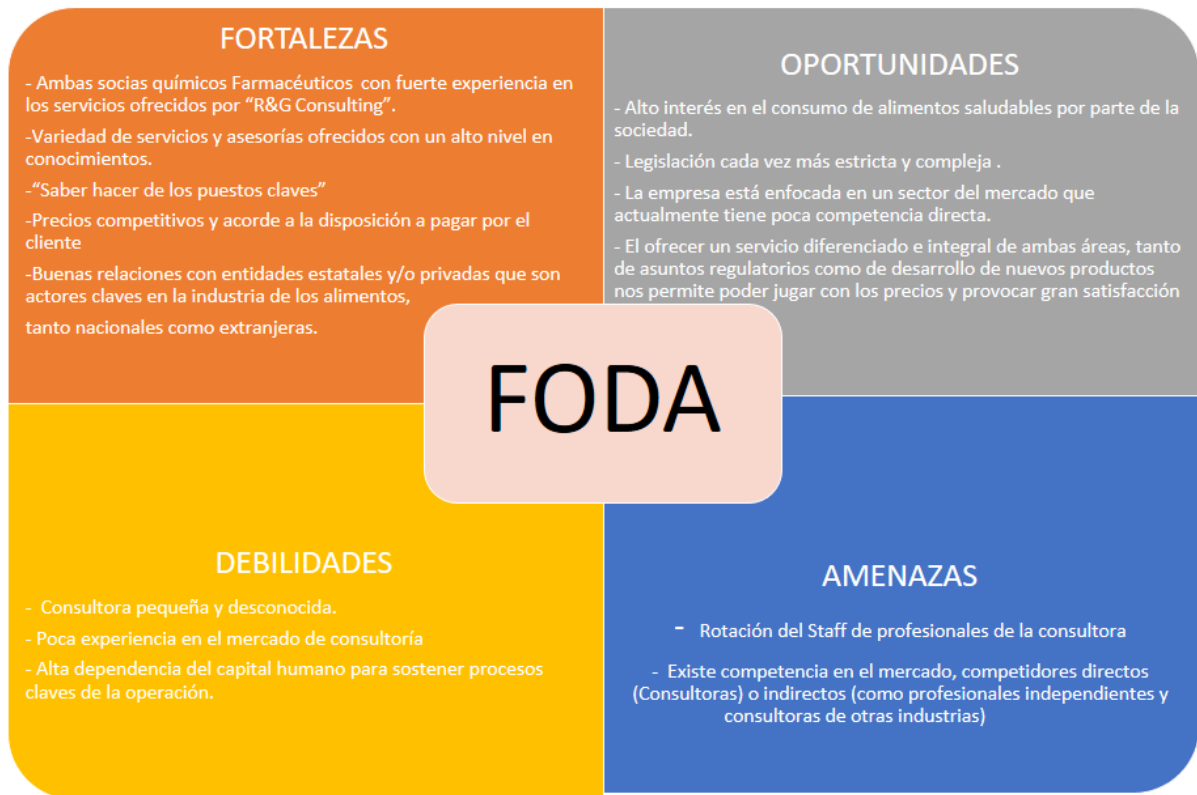 FORTALEZAS
- Ambas socias químicos Farmacéuticos con fuerte experiencia en
los servicios ofrecidos por “R&G Consulting”.
-Variedad de servicios y asesorías ofrecidos con un alto nivel en
conocimientos.
-“Saber hacer de los puestos claves”
-Precios competitivos y acorde a la disposición a pagar por el
cliente
-Buenas relaciones con entidades estatales y/o privadas que son
actores claves en la industria de los alimentos,
tanto nacionales como extranjeras.
OPORTUNIDADES
- Alto interés en el consumo de alimentos saludables por parte de la
sociedad.
- Legislación cada vez más estricta y compleja .
- La empresa está enfocada en un sector del mercado que
actualmente tiene poca competencia directa.
- El ofrecer un servicio diferenciado e integral de ambas áreas, tanto
de asuntos regulatorios como de desarrollo de nuevos productos
nos permite poder jugar con los precios y provocar gran satisfacción
FODA
DEBILIDADES
- Consultora pequeña y desconocida.
- Poca experiencia en el mercado de consultoría
- Alta dependencia del capital humano para sostener procesos
claves de la operación.
AMENAZAS
- Rotación del Staff de profesionales de la consultora
- Existe competencia en el mercado, competidores directos
(Consultoras) o indirectos (como profesionales independientes y
consultoras de otras industrias)